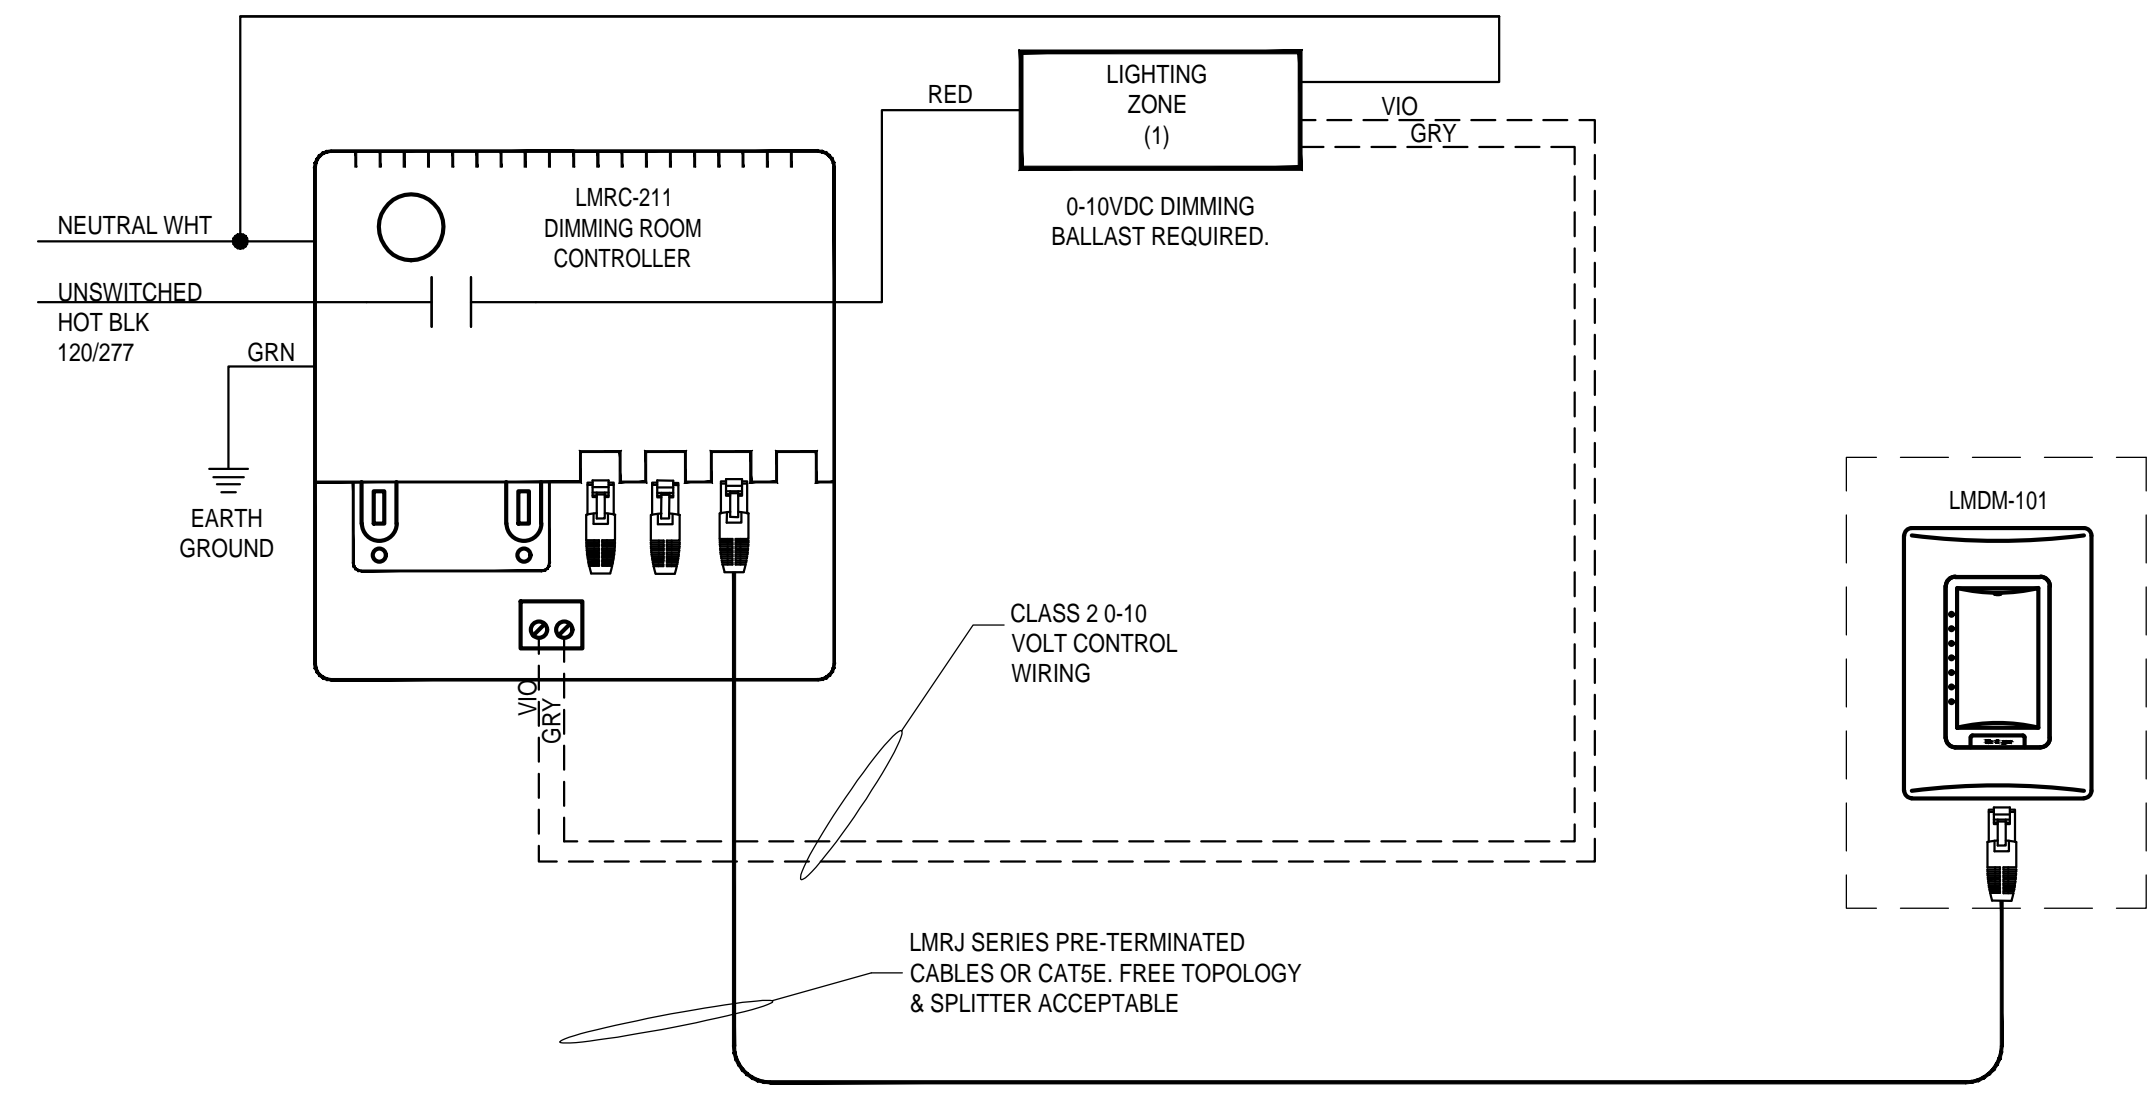 RED
LIGHTING
ZONE
(1)
VIO
GRY
0-10VDC DIMMING
BALLAST REQUIRED.
LMRC-211
DIMMING ROOM
CONTROLLER
NEUTRAL WHT
UNSWITCHED
HOT BLK
120/277
GRN
EARTH
GROUND
VIO
GRY
CLASS 2 0-10
VOLT CONTROL
WIRING
LMDM-101
LMRJ SERIES PRE-TERMINATED
CABLES OR CAT5E. FREE TOPOLOGY
& SPLITTER ACCEPTABLE